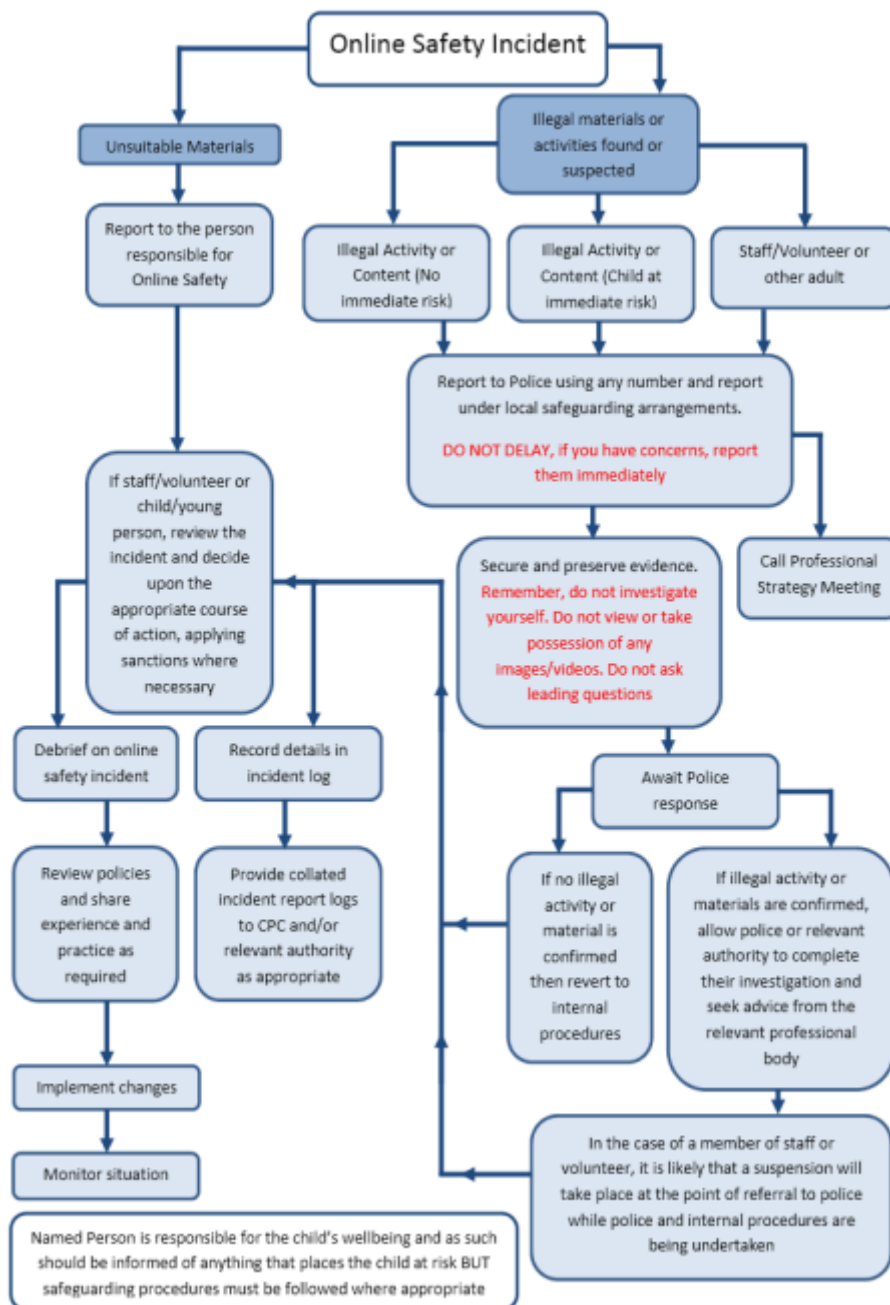 Online Safety Incident
Unsuitable Materials
Illegal materials or
activities found or
suspected
Report to the person
responsible for
Online Safety
Illegal Activity or
Content (No
immediate risk)
Illegal Activity or
Content (Child at
immediate risk)
Staff/Volunteer or
other adult
Report to Police using any number and report
under local safeguarding arrangements.
DO NOT DELAY, if you have concerns, report
them immediately
If staff/volunteer or
child/young
person, review the
incident and decide
upon the
appropriate course
of action, applying
sanctions where
necessary
Secure and preserve evidence.
Remember, do not investigate
yourself. Do not view or take
possession of any
images/videos. Do not ask
leading questions
Call Professional
Strategy Meeting
Debrief on online
safety incident
Record details in
incident log
Await Police
response
Review policies
and share
experience and
practice as
required
Provide collated
incident report logs
to CPC and/or
relevant authority
as appropriate
If no illegal
activity or
material is
confirmed
then revert to
internal
procedures
If illegal activity or
materials are confirmed,
allow police or relevant
authority to complete
their investigation and
seek advice from the
relevant professional
body
Implement changes
Monitor situation
In the case of a member of staff or
volunteer, it is likely that a suspension will
take place at the point of referral to police
while police and internal procedures are
being undertaken
Named Person is responsible for the child's wellbeing and as such
should be informed of anything that places the child at risk BUT
safeguarding procedures must be followed where appropriate